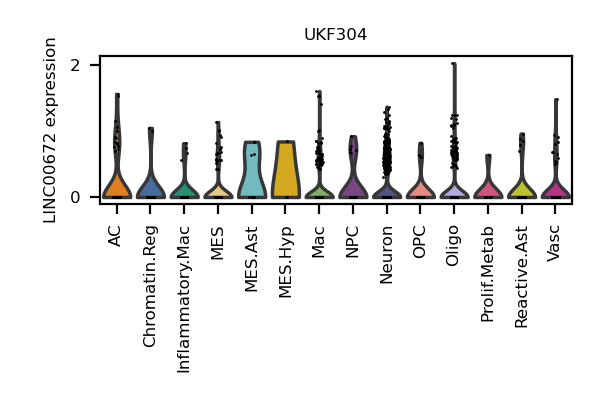 UKF304
LINC00672 expression
2
0
AC
Chromatin.Reg
Inflammatory.Mac
MES
MES.Ast
MES.Hyp
Mac
NPC
Neuron
OPC
Oligo
Prolif.Metab
Reactive.Ast
Vasc